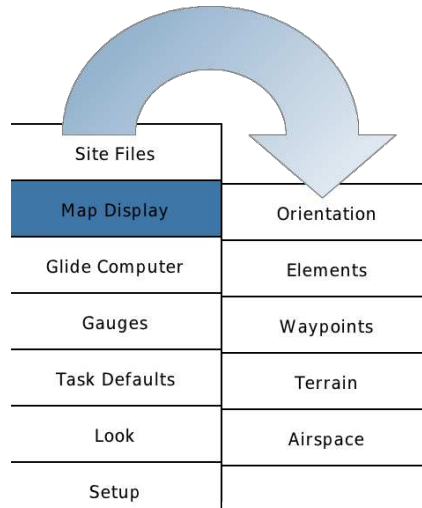 Site Files
Map Display
Glide Computer
Gauges
Task Defaults
Look
Setup
Orientation
Elements
Waypoints
Terrain
Airspace